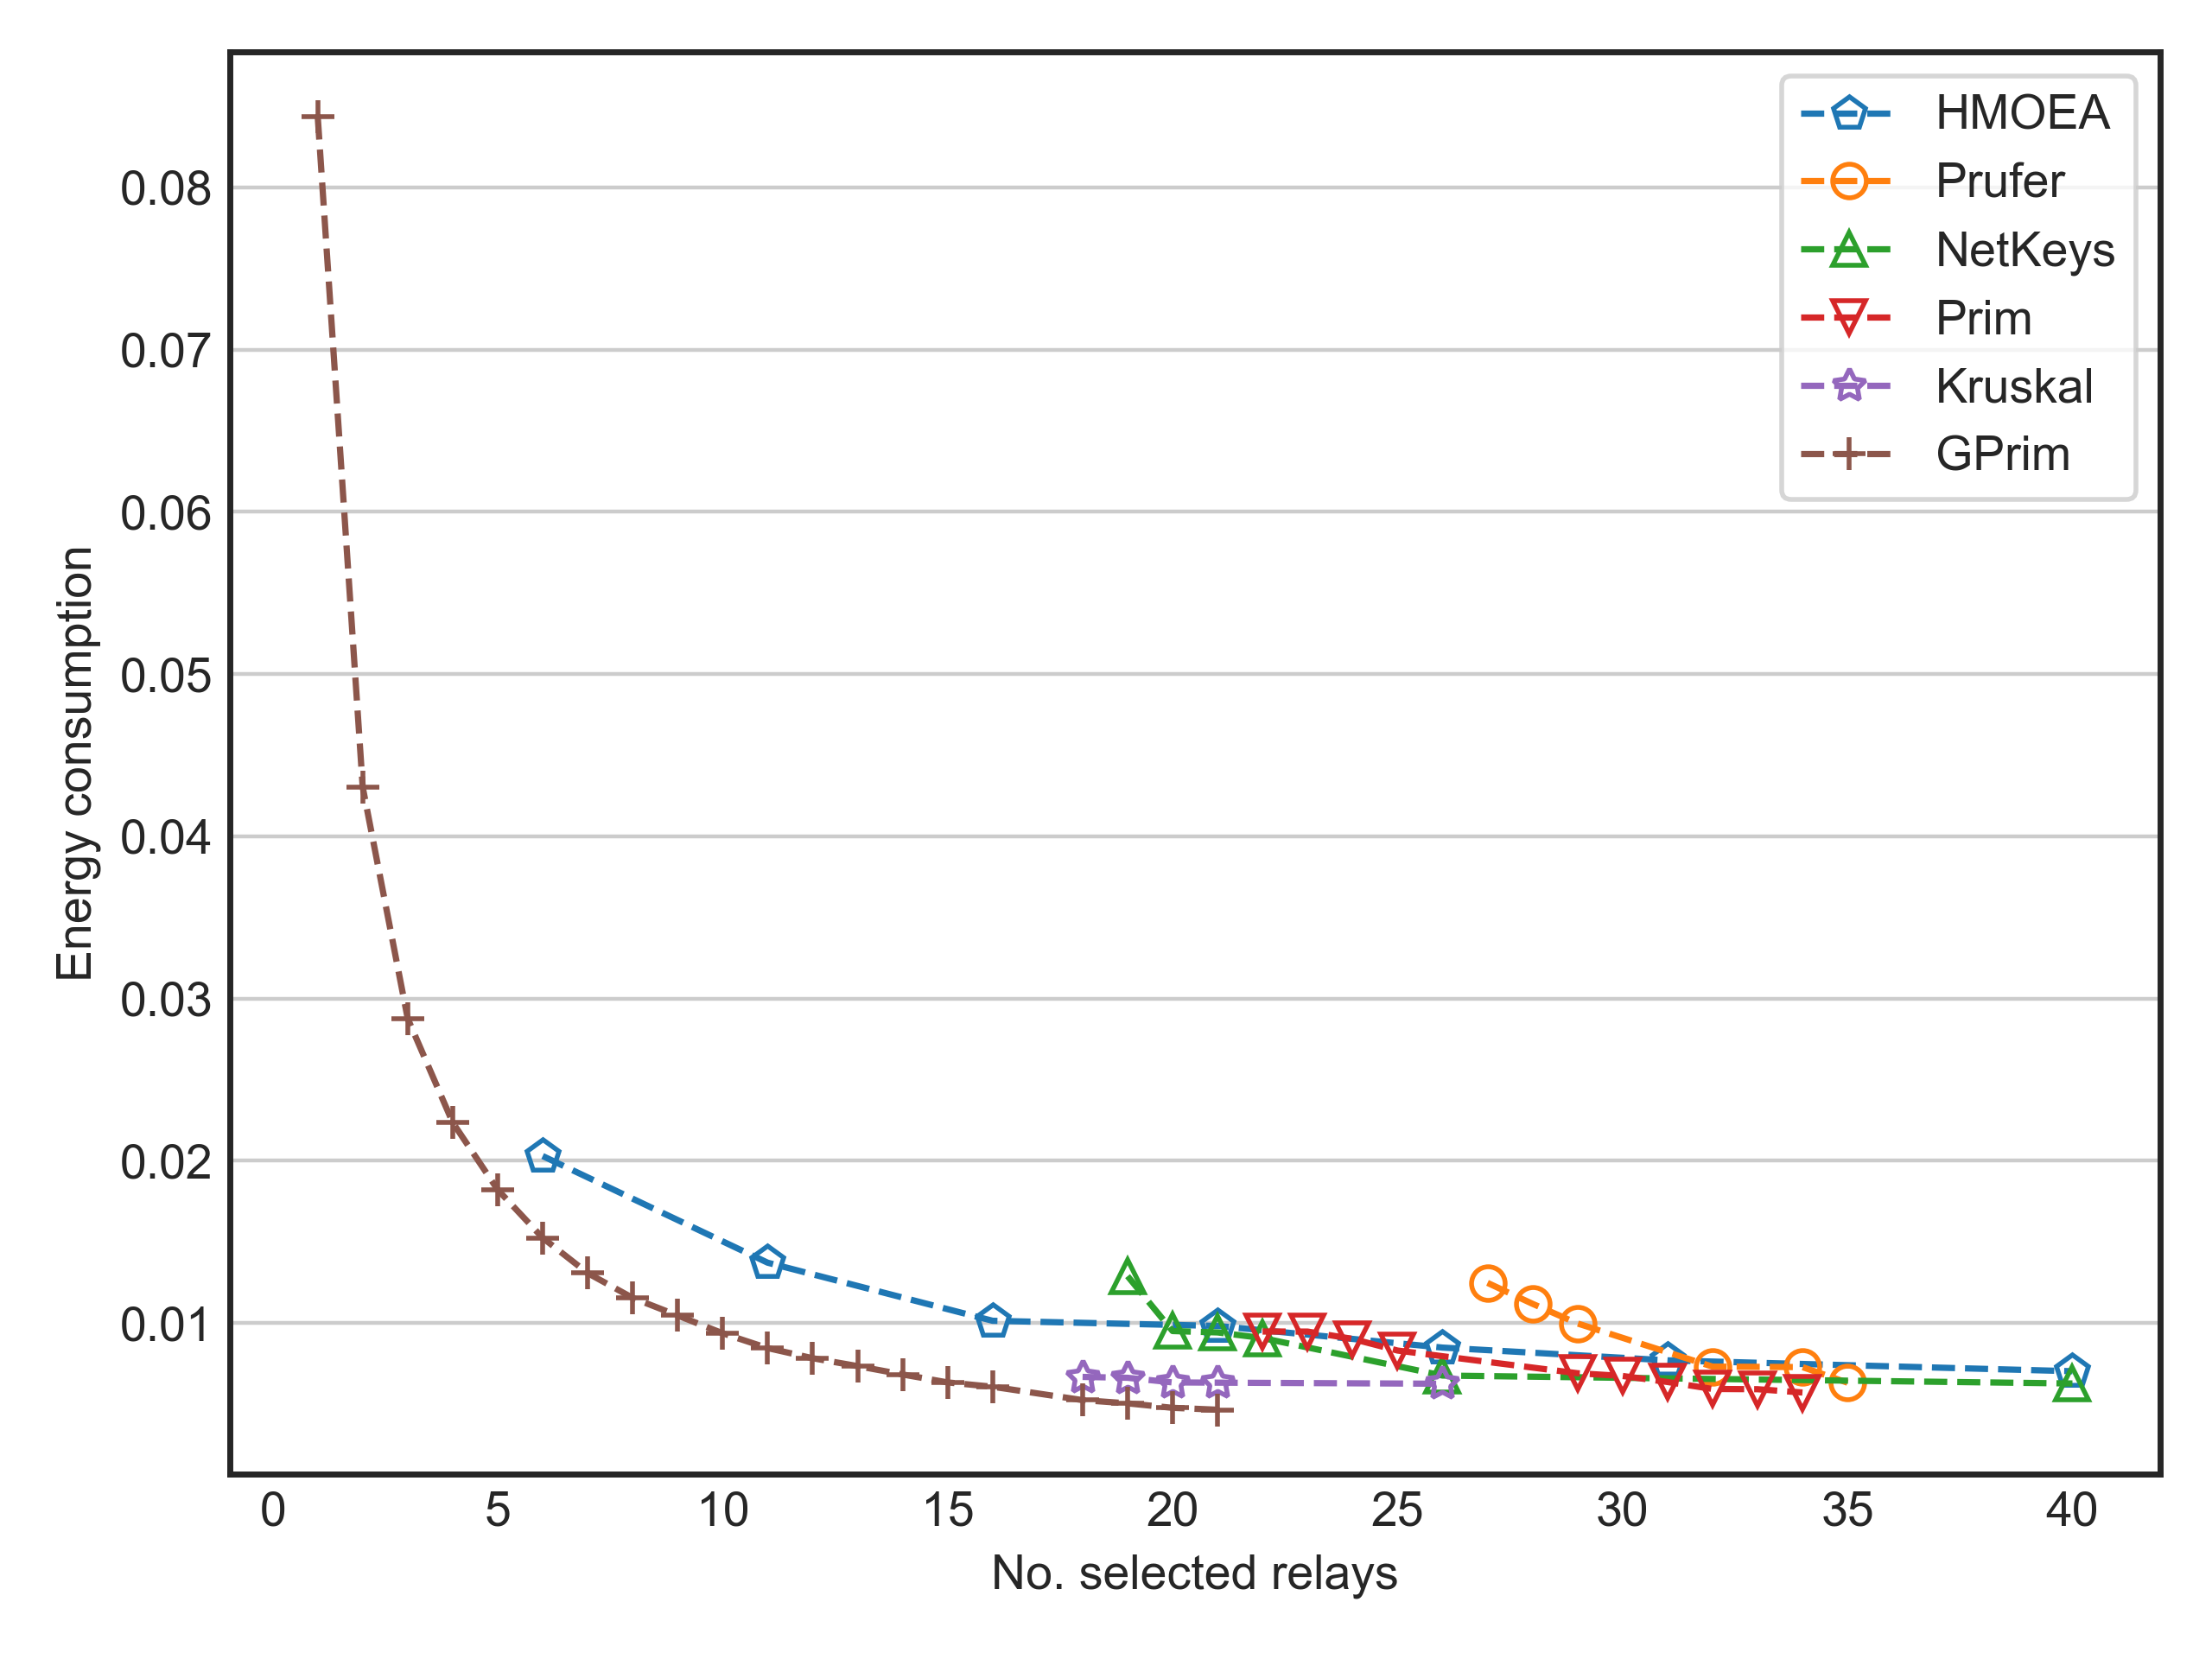 HMOEA
Prufer
NetKeys
Prim
Kruskal
GPrim
Energy consumption
0.08
0.07
0.06
0.05
0.04
0.03
0.02
0.01
0 5 10 15 20 25 30 35 40
No. selected relays